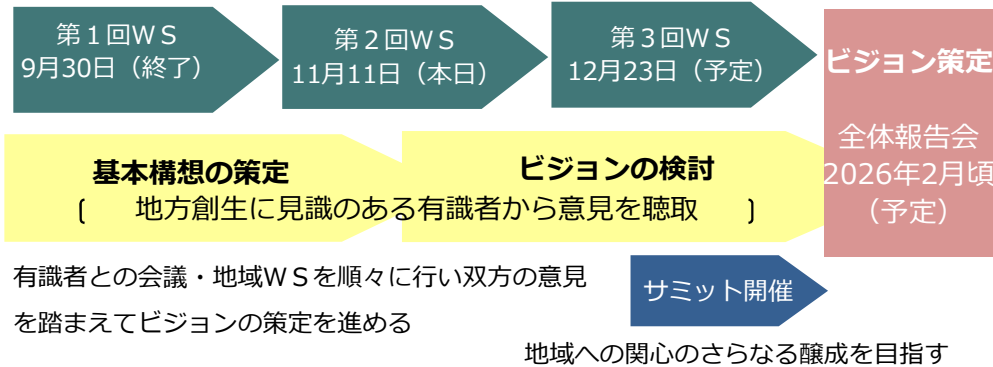 第１回ＷＳ
9月30日（終了）
第２回ＷＳ
11月11日（本日）
第３回ＷＳ
12月23日（予定）
ビジョン策定
全体報告会
2026年2月頃
（予定）
基本構想の策定
ビジョンの検討
〔　地方創生に見識のある有識者から意見を聴取　〕
有識者との会議・地域ＷＳを順々に行い双方の意見
を踏まえてビジョンの策定を進める
サミット開催
地域への関心のさらなる醸成を目指す